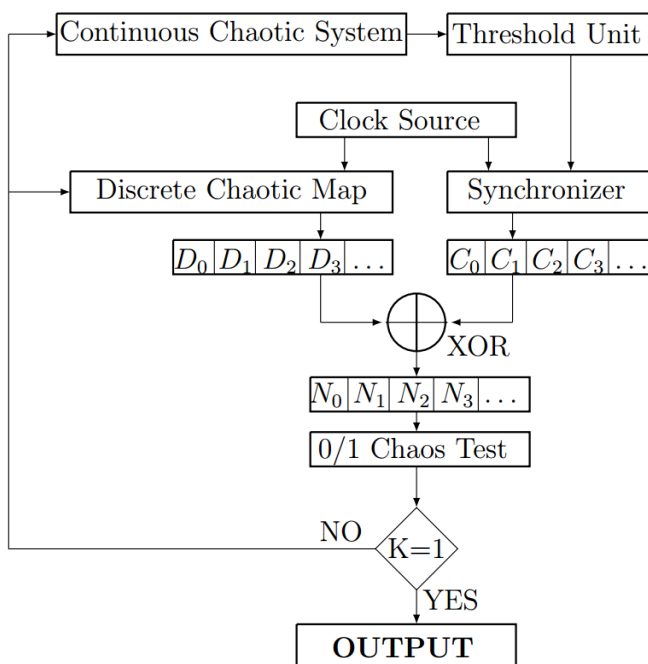 Continuous Chaotic System
Threshold Unit
Clock Source
Discrete Chaotic Map
Synchronizer
D₀ D₁ D₂ D₃ ...
C₀ C₁ C₂ C₃ ...
XOR
N₀ N₁ N₂ N₃ ...
0/1 Chaos Test
NO
K=1
YES
OUTPUT